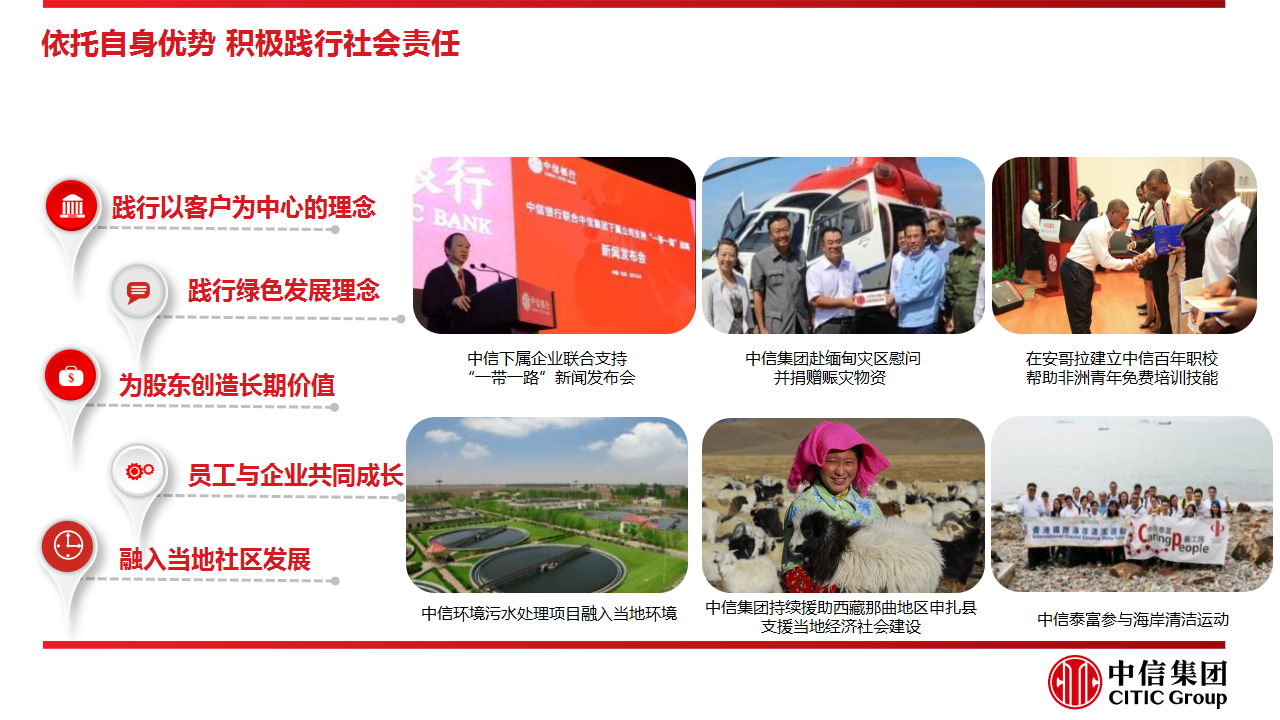 依托自身优势 积极践行社会责任
践行以客户为中心的理念
践行绿色发展理念
为股东创造长期价值
员工与企业共同成长
融入当地社区发展
中信银行
中信银行联合中信集团下属公司支持“一带一路”战略
新闻发布会
C BANK
中信下属企业联合支持
“一带一路”新闻发布会
中信集团赴缅甸灾区慰问
并捐赠赈灾物资
在安哥拉建立中信百年职校
帮助非洲青年免费培训技能
中信环境污水处理项目融入当地环境
中信集团持续援助西藏那曲地区申扎县
支援当地经济社会建设
Caring People
中信泰富参与海岸清洁运动
中信集团
CITIC Group